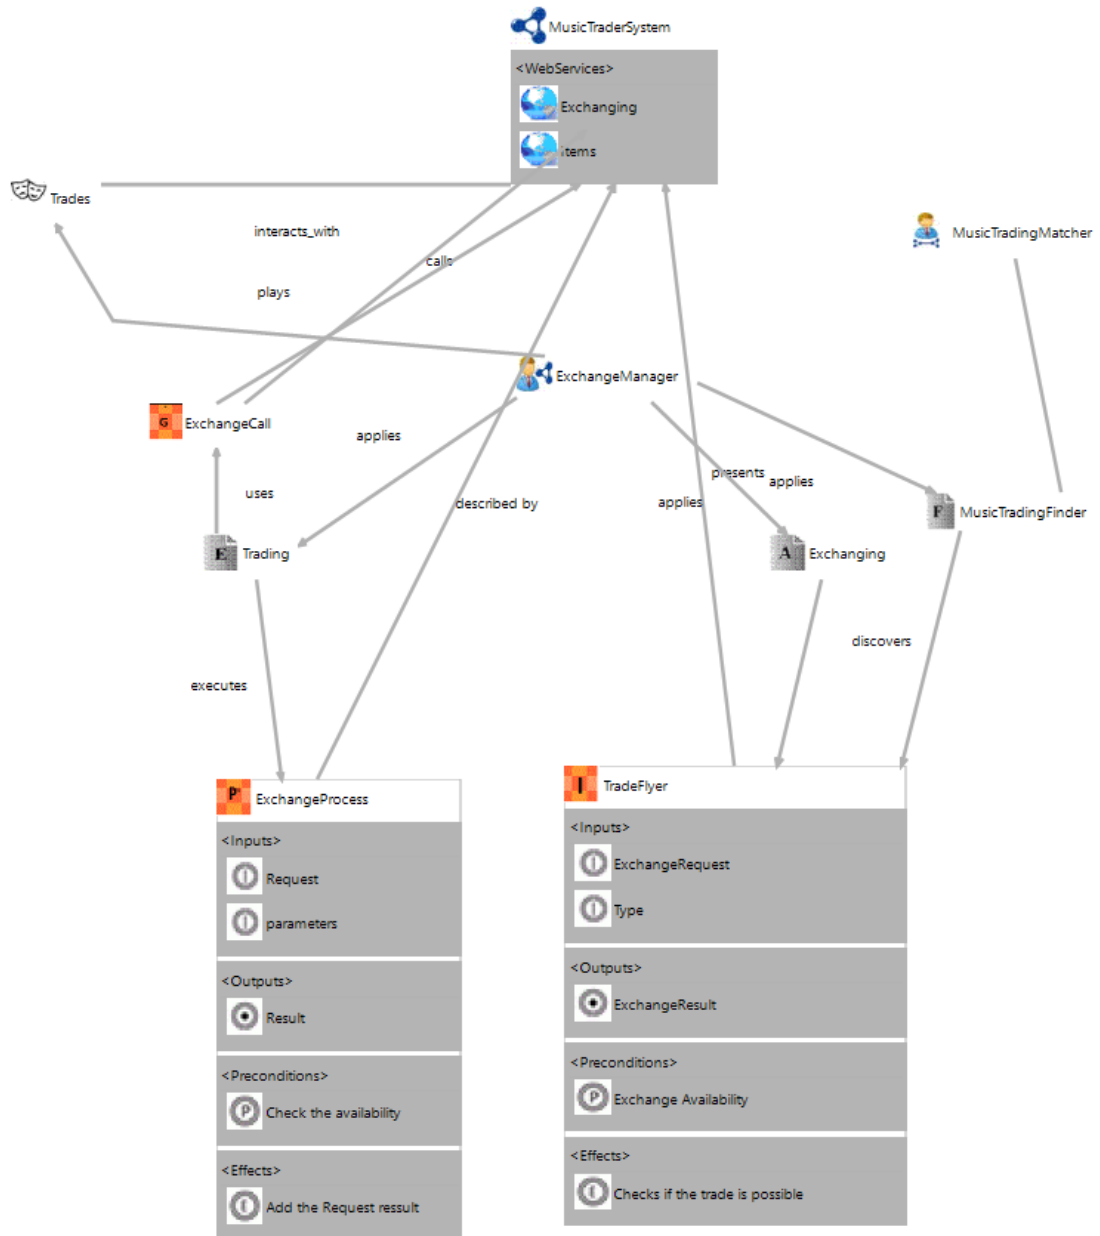 MusicTraderSystem
<WebServices>
Exchanging
items
Trades
interacts_with
MusicTradingMatcher
calls
plays
ExchangeManager
G
ExchangeCall
applies
presents
applies
uses
applies
described by
F
MusicTradingFinder
E
Trading
A
Exchanging
discovers
executes
P
ExchangeProcess
<Inputs>
I
Request
I
parameters
<Outputs>
Result
<Preconditions>
P
Check the availability
<Effects>
Add the Request ressult
I
TradeFlyer
<Inputs>
I
ExchangeRequest
I
Type
<Outputs>
ExchangeResult
<Preconditions>
P
Exchange Availability
<Effects>
Checks if the trade is possible